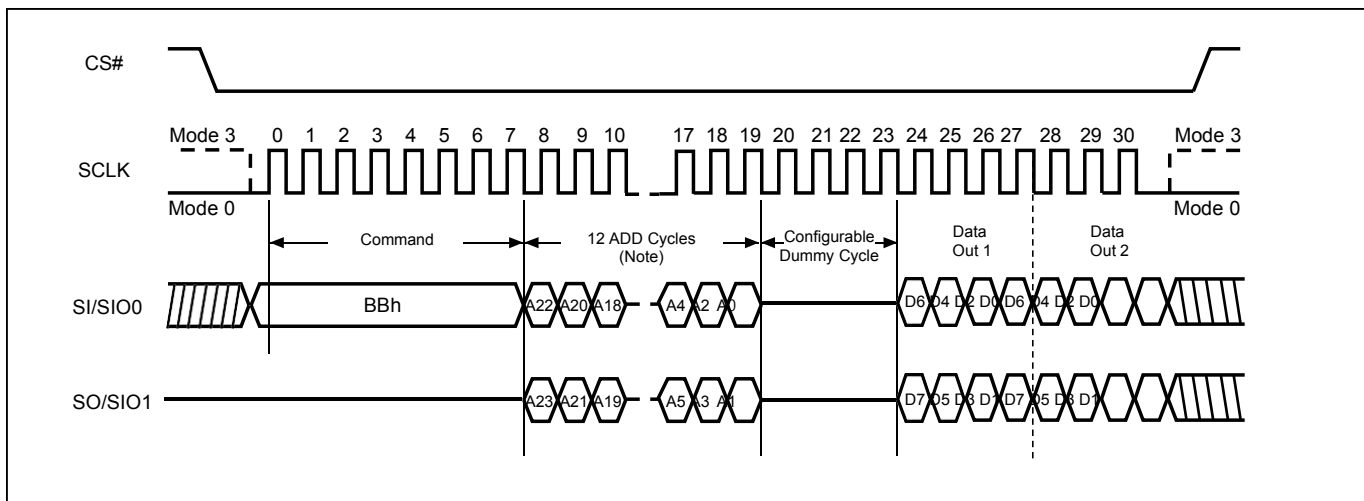 CS#
Mode 3 0 1 2 3 4 5 6 7 8 9 10 17 18 19 20 21 22 23 24 25 26 27 28 29 30 Mode 3
SCLK
Mode 0 Mode 0
Command 12 ADD Cycles Configurable Data Data
(Note) Dummy Cycle Out 1 Out 2
SI/SIO0 BBh A22 A20 A18 A4 A2 A0 D6 D4 D2 D0 D6 D4 D2 D0
SO/SIO1 A23 A21 A19 A5 A3 A1 D7 D5 D3 D1 D7 D5 D3 D1